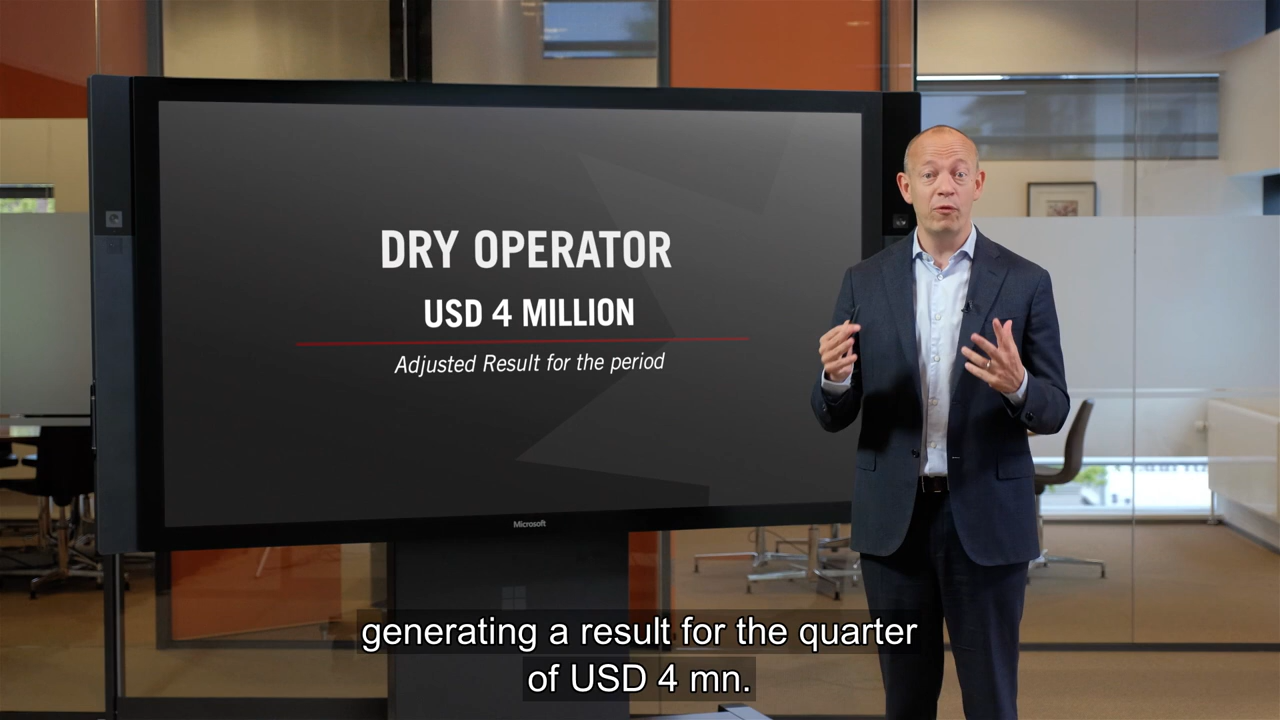 DRY OPERATOR
USD 4 MILLION
Adjusted Result for the period
Microsoft
generating a result for the quarter
of USD 4 mn.